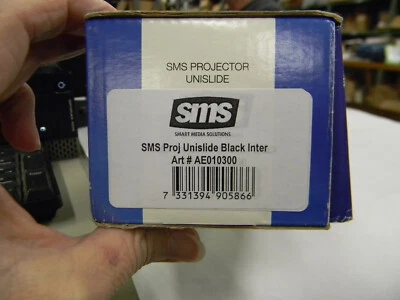 SMS PROJECTOR
UNISLIDE
sms
SMART MEDIA SOLUTIONS
SMS Proj Unislide Black Inter
Art # AE010300
7 331394 905866